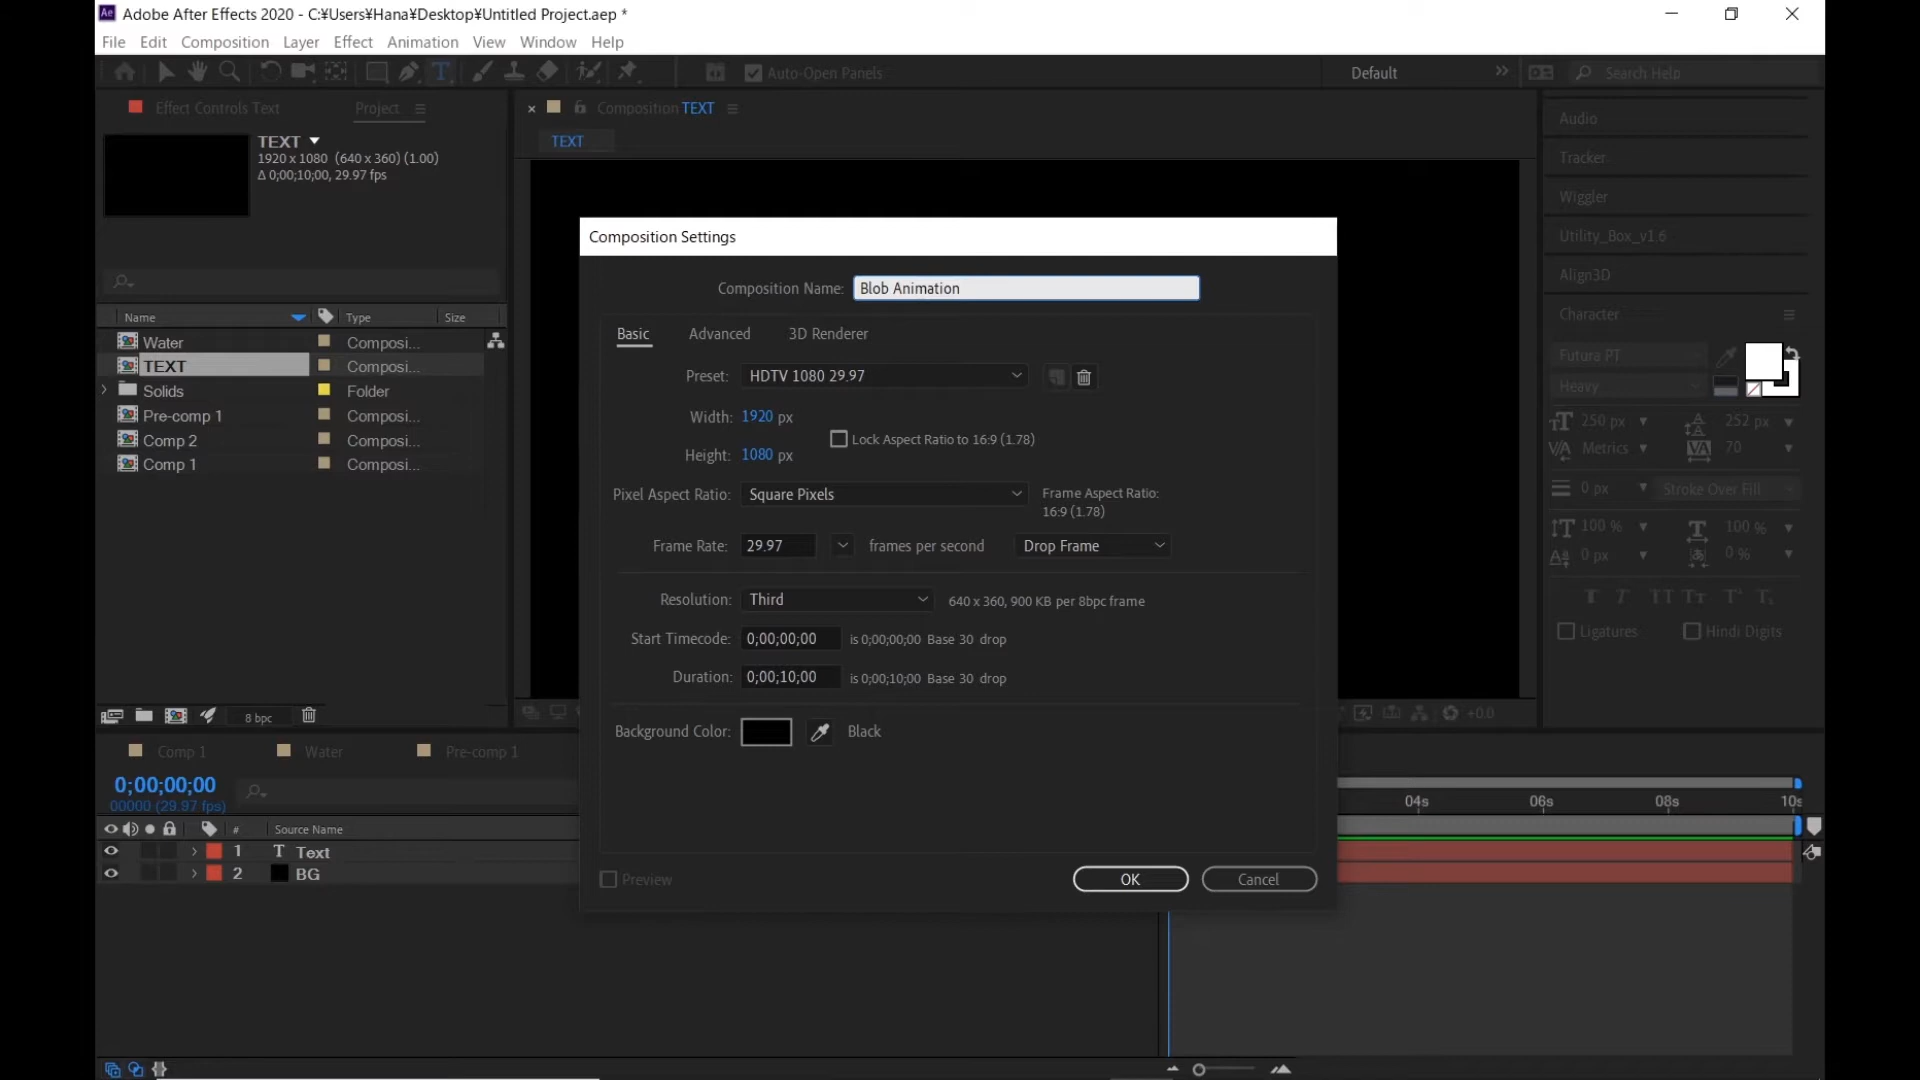 Adobe After Effects 2020 - C:¥Users¥Hana¥Desktop¥Untitled Project.aep *
File Edit Composition Layer Effect Animation View Window Help
Auto-Open Panels
Default
Search Help
Effect Controls Text
Project
Composition TEXT
TEXT
TEXT
1920 x 1080 (640 x 360) (1.00)
Δ 0;00;10;00, 29.97 fps
Name Type Size
Water Composi...
TEXT Composi...
Solids Folder
Pre-comp 1 Composi...
Comp 2 Composi...
Comp 1 Composi...
8 bpc
Composition Settings
Composition Name: Blob Animation
Basic Advanced 3D Renderer
Preset: HDTV 1080 29.97
Width: 1920 px
Lock Aspect Ratio to 16:9 (1.78)
Height: 1080 px
Pixel Aspect Ratio: Square Pixels
Frame Aspect Ratio:
16:9 (1.78)
Frame Rate: 29.97 frames per second Drop Frame
Resolution: Third 640 x 360, 900 KB per 8bpc frame
Start Timecode: 0;00;00;00 is 0;00;00;00 Base 30 drop
Duration: 0;00;10;00 is 0;00;10;00 Base 30 drop
Background Color: Black
Preview
OK
Cancel
Audio
Tracker
Wiggler
Utility_Box_v1.6
Align3D
Character
Futura PT
Heavy
250 px 252 px
Metrics 70
0 px Stroke Over Fill
100 % 100 %
0 px 0 %
T T TT Tt T¹ T₁
Ligatures Hindi Digits
+0.0
Comp 1 Water Pre-comp 1
0;00;00;00
00000 (29.97 fps)
# Source Name
1 T Text
2 BG
04s 06s 08s 10s